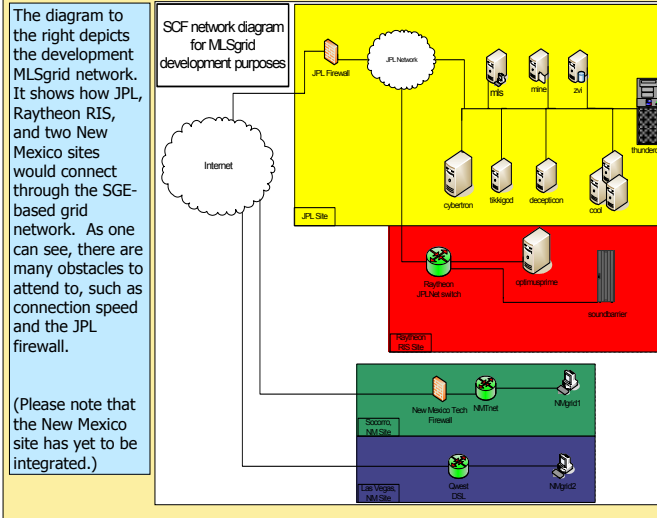 The diagram to
the right depicts
the development
MLSgrid network.
It shows how JPL,
Raytheon RIS,
and two New
Mexico sites
would connect
through the SGE-
based grid
network. As one
can see, there are
many obstacles to
attend to, such as
connection speed
and the JPL
firewall.
(Please note that
the New Mexico
site has yet to be
integrated.)
SCF network diagram
for MLSgrid
development purposes
JPL Firewall
JPL Network
mls
mine
zvi
thunderc
Internet
cybertron
tikkigod
decepticon
cool
JPL Site
Raytheon
JPLNet switch
optimusprime
soundbarrier
Raytheon
RIS Site
New Mexico Tech
Firewall
NMTnet
NMgrid1
Socorro,
NM Site
Qwest
DSL
NMgrid2
Las Vegas,
NM Site